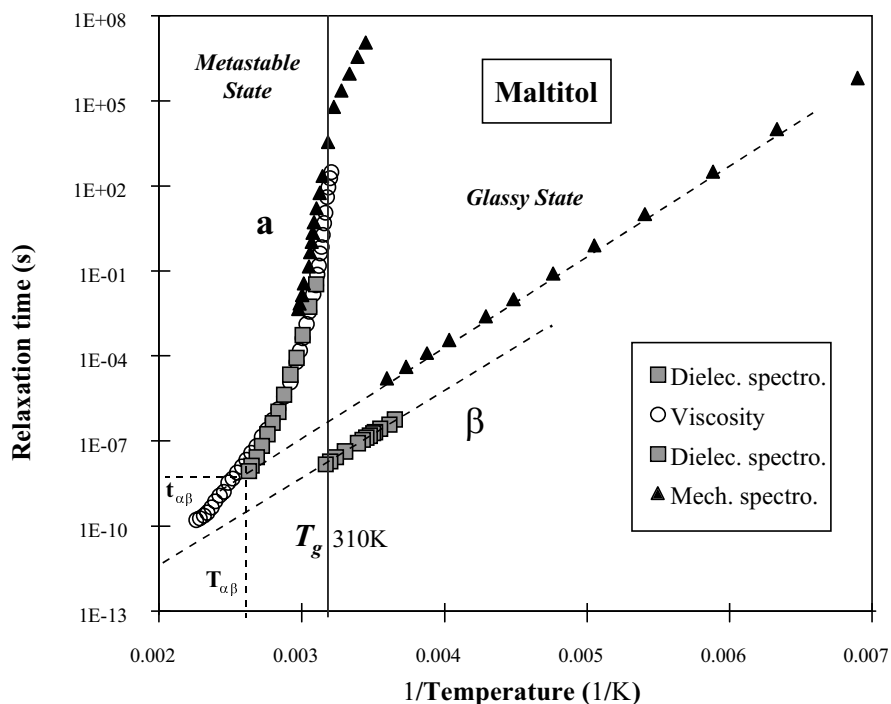 1E+08
1E+05
1E+02
1E-01
1E-04
1E-07
1E-10
1E-13
Relaxation time (s)
Metastable
State
Maltitol
Glassy State
a
β
Dielec. spectro.
Viscosity
Dielec. spectro.
Mech. spectro.
tαβ
Tαβ
Tg 310K
0.002 0.003 0.004 0.005 0.006 0.007
1/Temperature (1/K)